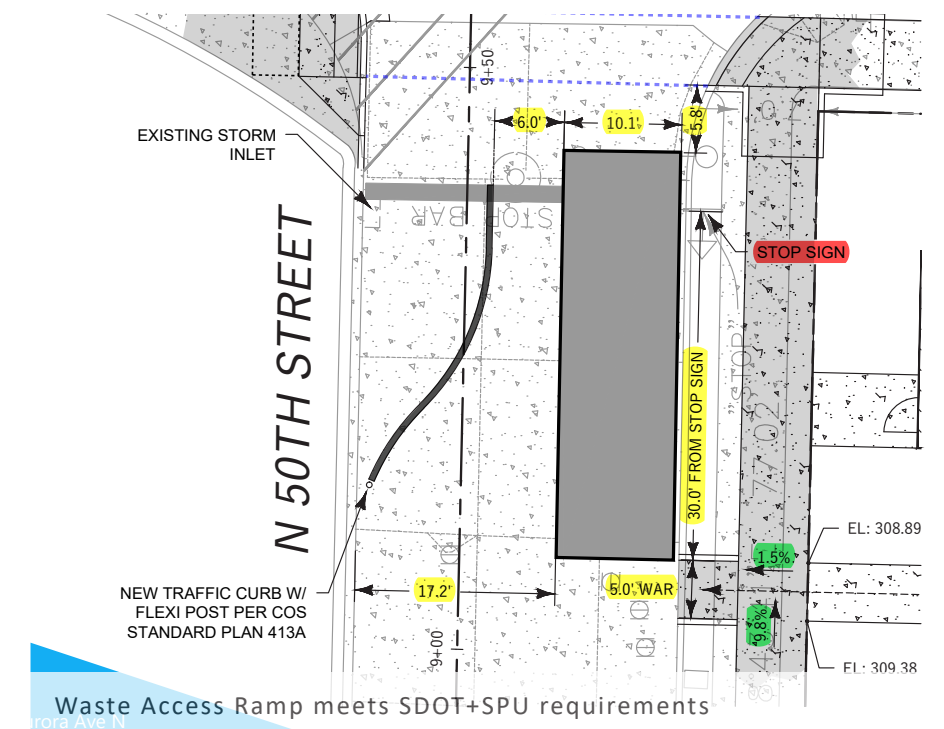 9+50
6.0'
10.1'
5.8'
EXISTING STORM
INLET
STOP BAR
STOP SIGN
N 50TH STREET
"STOP"
30.0' FROM STOP SIGN
EL: 308.89
1.5%
17.2'
5.0' WAR
NEW TRAFFIC CURB W/
FLEXI POST PER COS
STANDARD PLAN 413A
9.8%
9+00
EL: 309.38
Waste Access Ramp meets SDOT+SPU requirements
Ave N